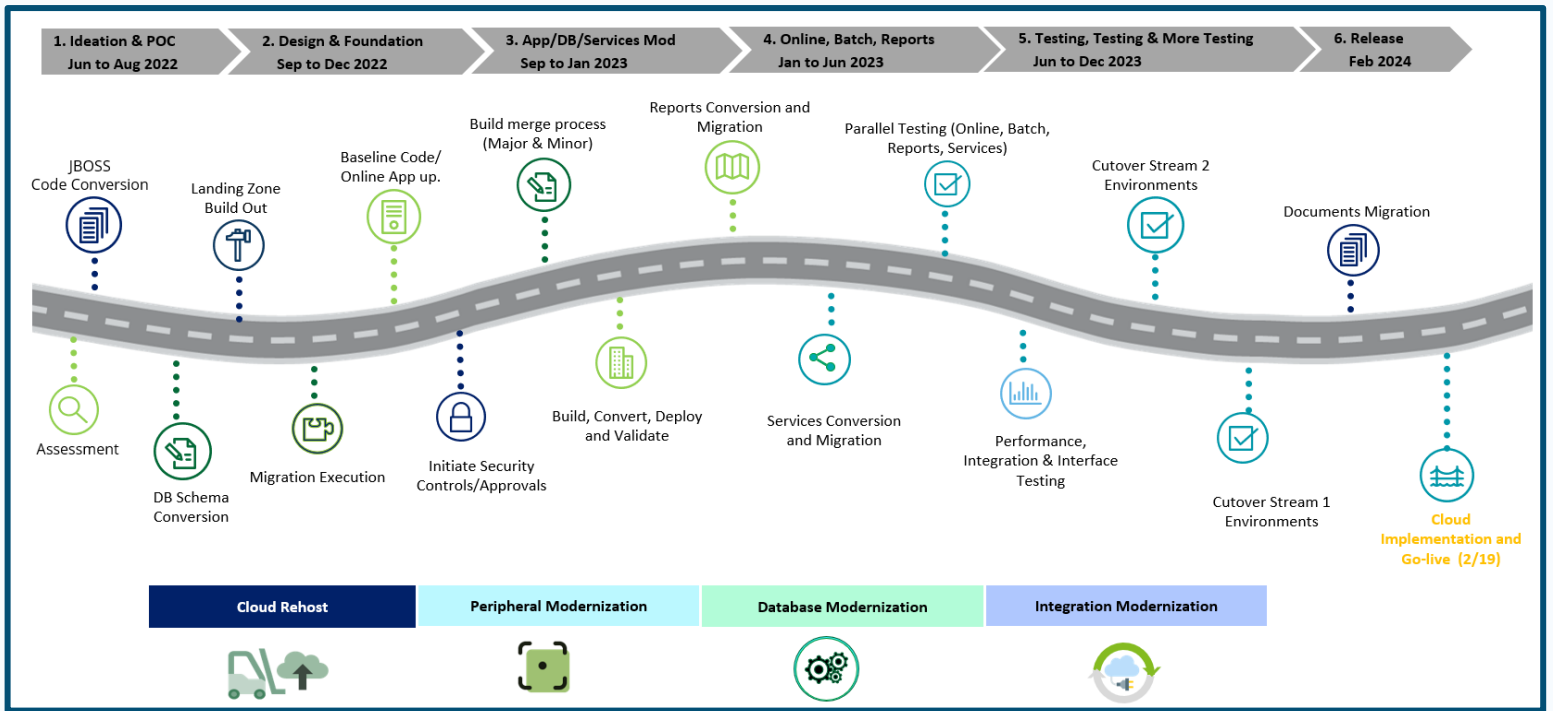 1. Ideation & POC
Jun to Aug 2022
2. Design & Foundation
Sep to Dec 2022
3. App/DB/Services Mod
Sep to Jan 2023
4. Online, Batch, Reports
Jan to Jun 2023
5. Testing, Testing & More Testing
Jun to Dec 2023
6. Release
Feb 2024
JBOSS
Code Conversion
Landing Zone
Build Out
Baseline Code/
Online App up.
Build merge process
(Major & Minor)
Reports Conversion and
Migration
Parallel Testing (Online, Batch,
Reports, Services)
Cutover Stream 2
Environments
Documents Migration
Assessment
DB Schema
Conversion
Migration Execution
Initiate Security
Controls/Approvals
Build, Convert, Deploy
and Validate
Services Conversion
and Migration
Performance,
Integration & Interface
Testing
Cutover Stream 1
Environments
Cloud
Implementation and
Go-live (2/19)
Cloud Rehost
Peripheral Modernization
Database Modernization
Integration Modernization